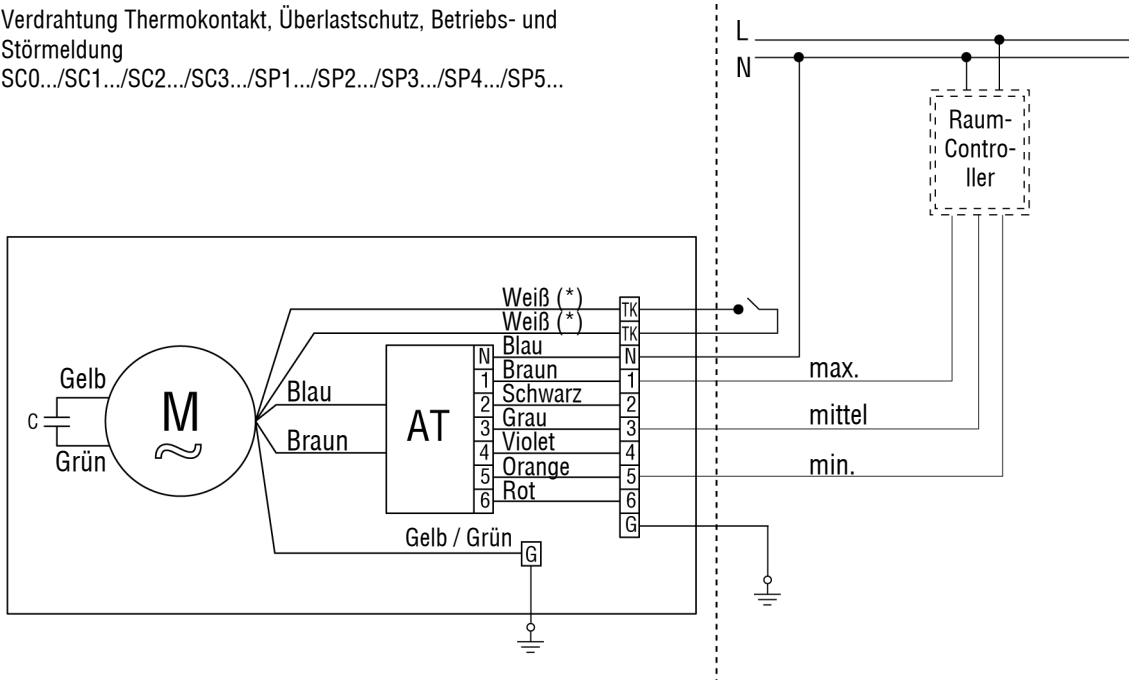 Verdrahtung Thermokontakt, Überlastschutz, Betriebs- und
Störmeldung
SC0.../SC1.../SC2.../SC3.../SP1.../SP2.../SP3.../SP4.../SP5...
L
N
Raum-
Contro-
ller
Weiß (*)
TK
Weiß (*)
TK
N
Blau
N
1
Braun
1
max.
2
Schwarz
2
3
Grau
3
mittel
4
Violet
4
5
Orange
5
min.
6
Rot
6
G
Gelb
C
Grün
M
Blau
Braun
AT
Gelb / Grün
G